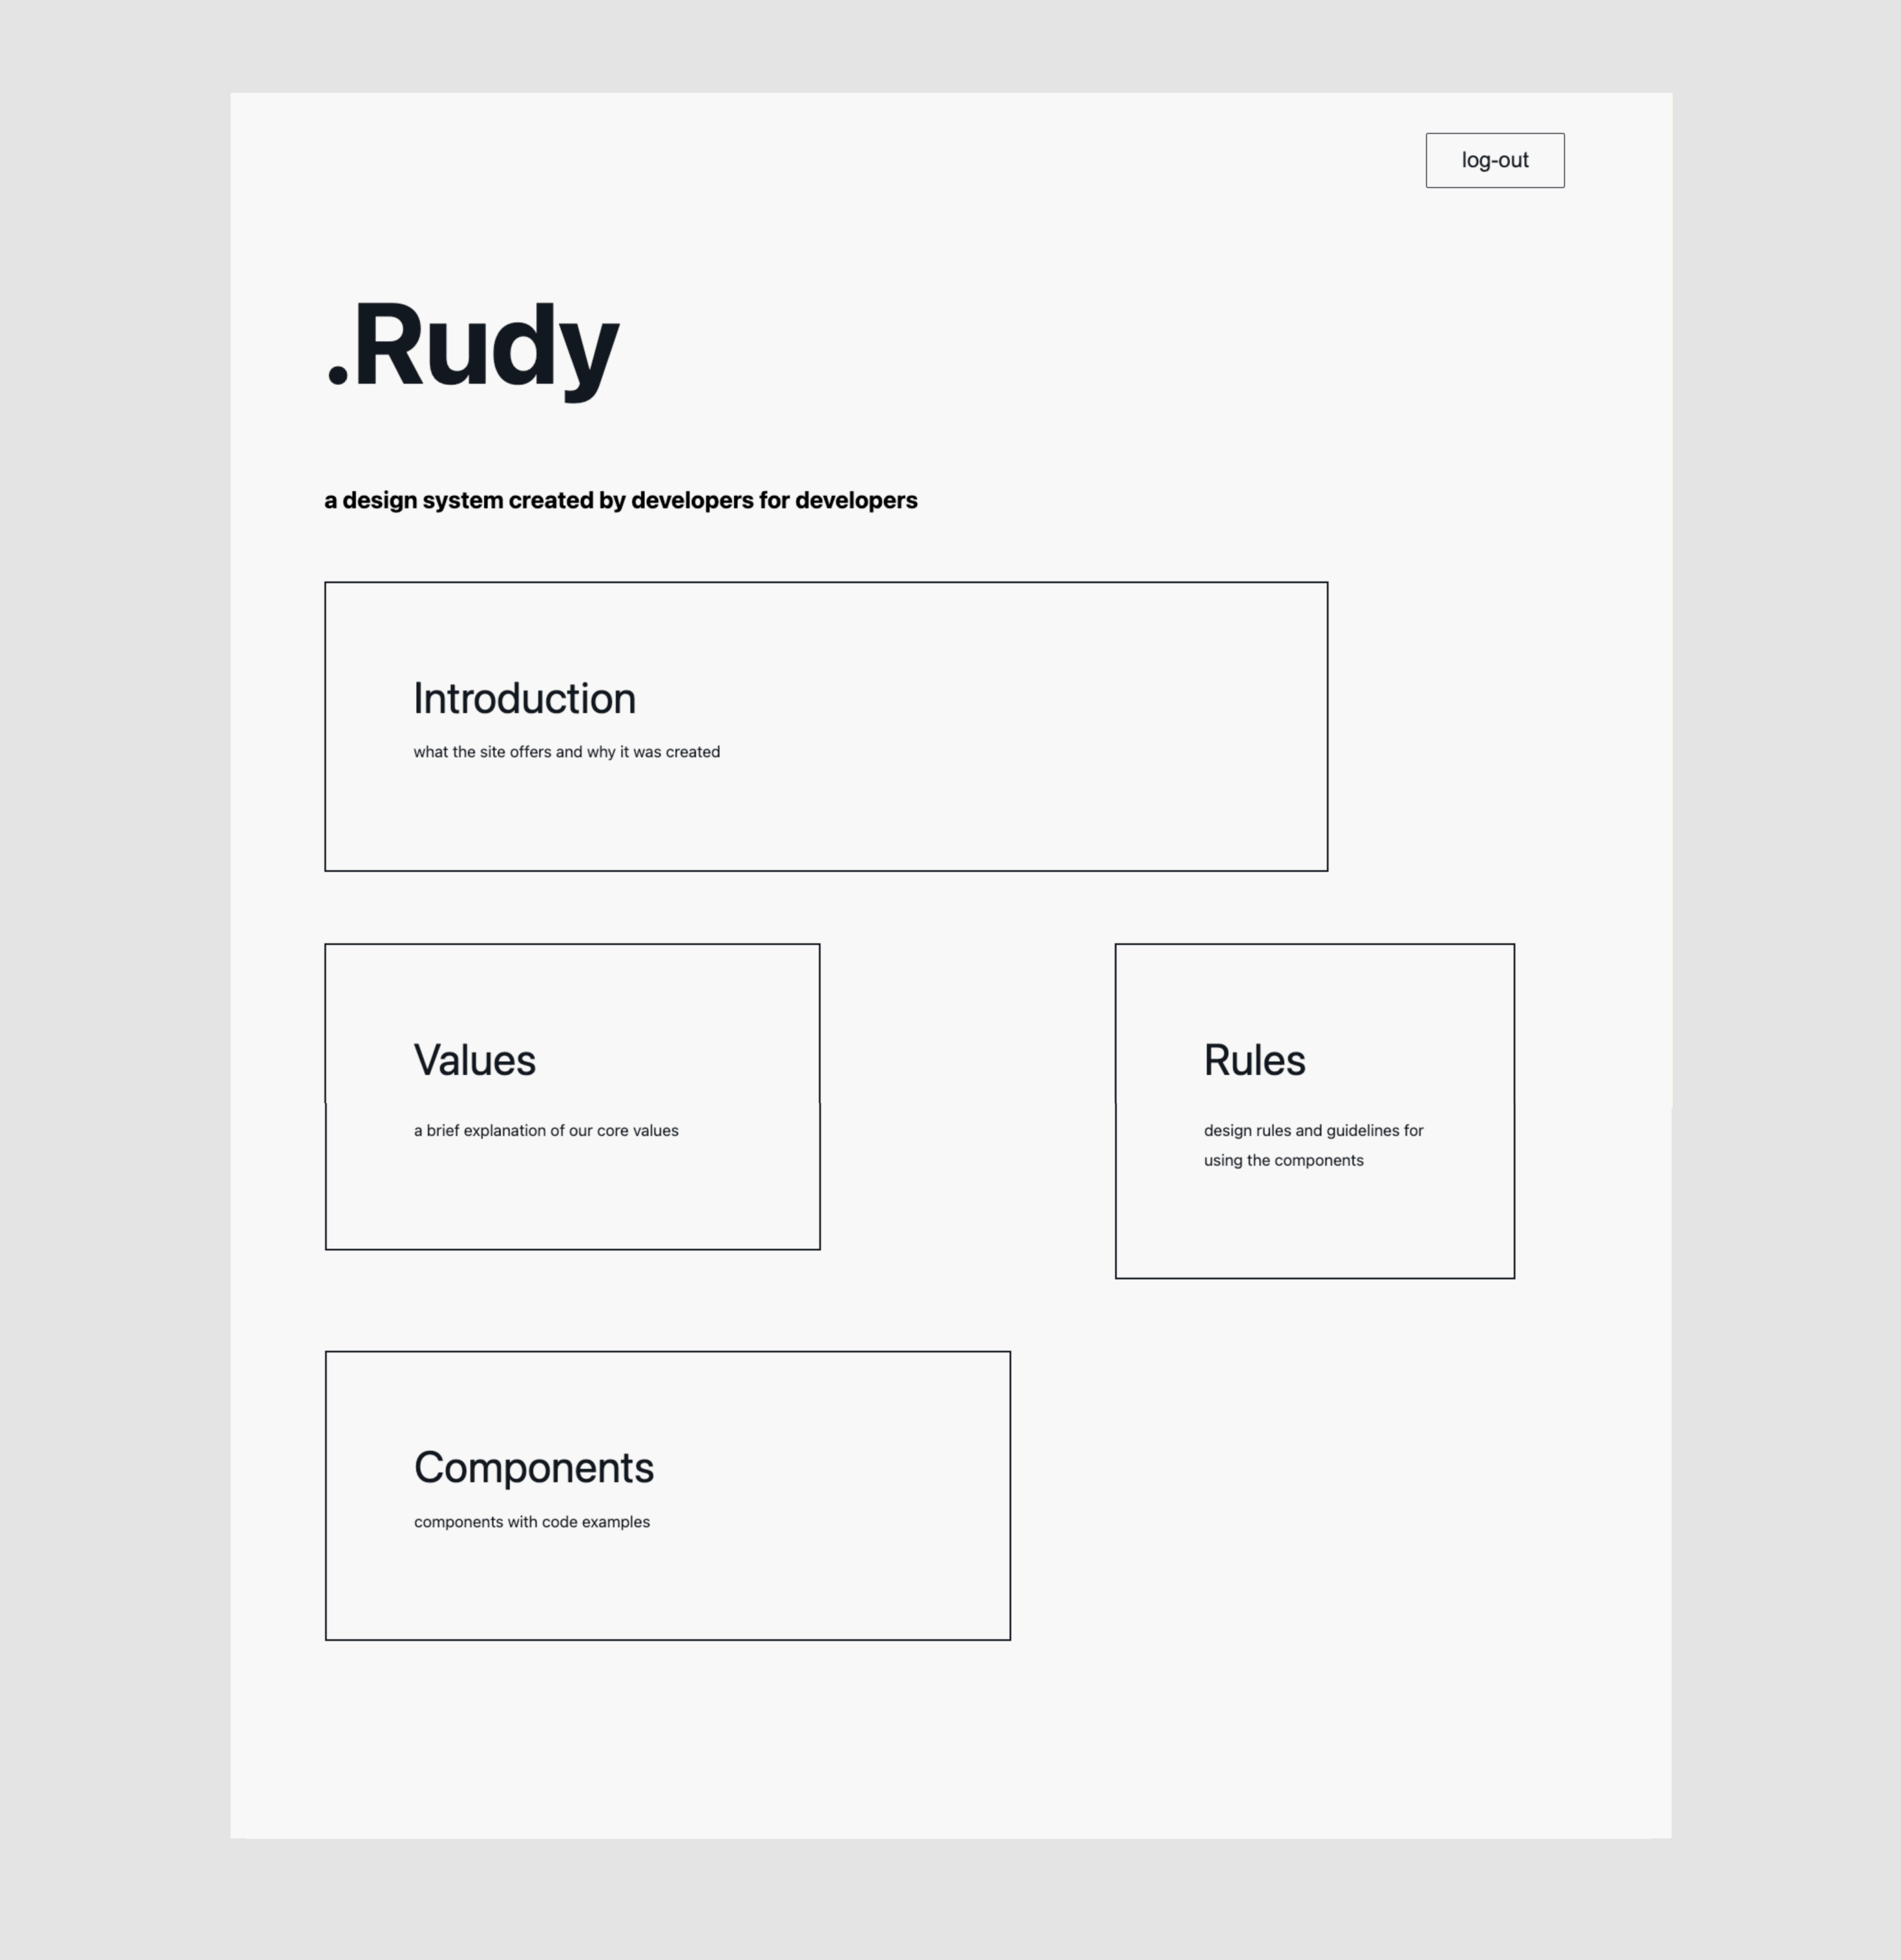 log-out
.Rudy
a design system created by developers for developers
Introduction
what the site offers and why it was created
Values
a brief explanation of our core values
Rules
design rules and guidelines for
using the components
Components
components with code examples